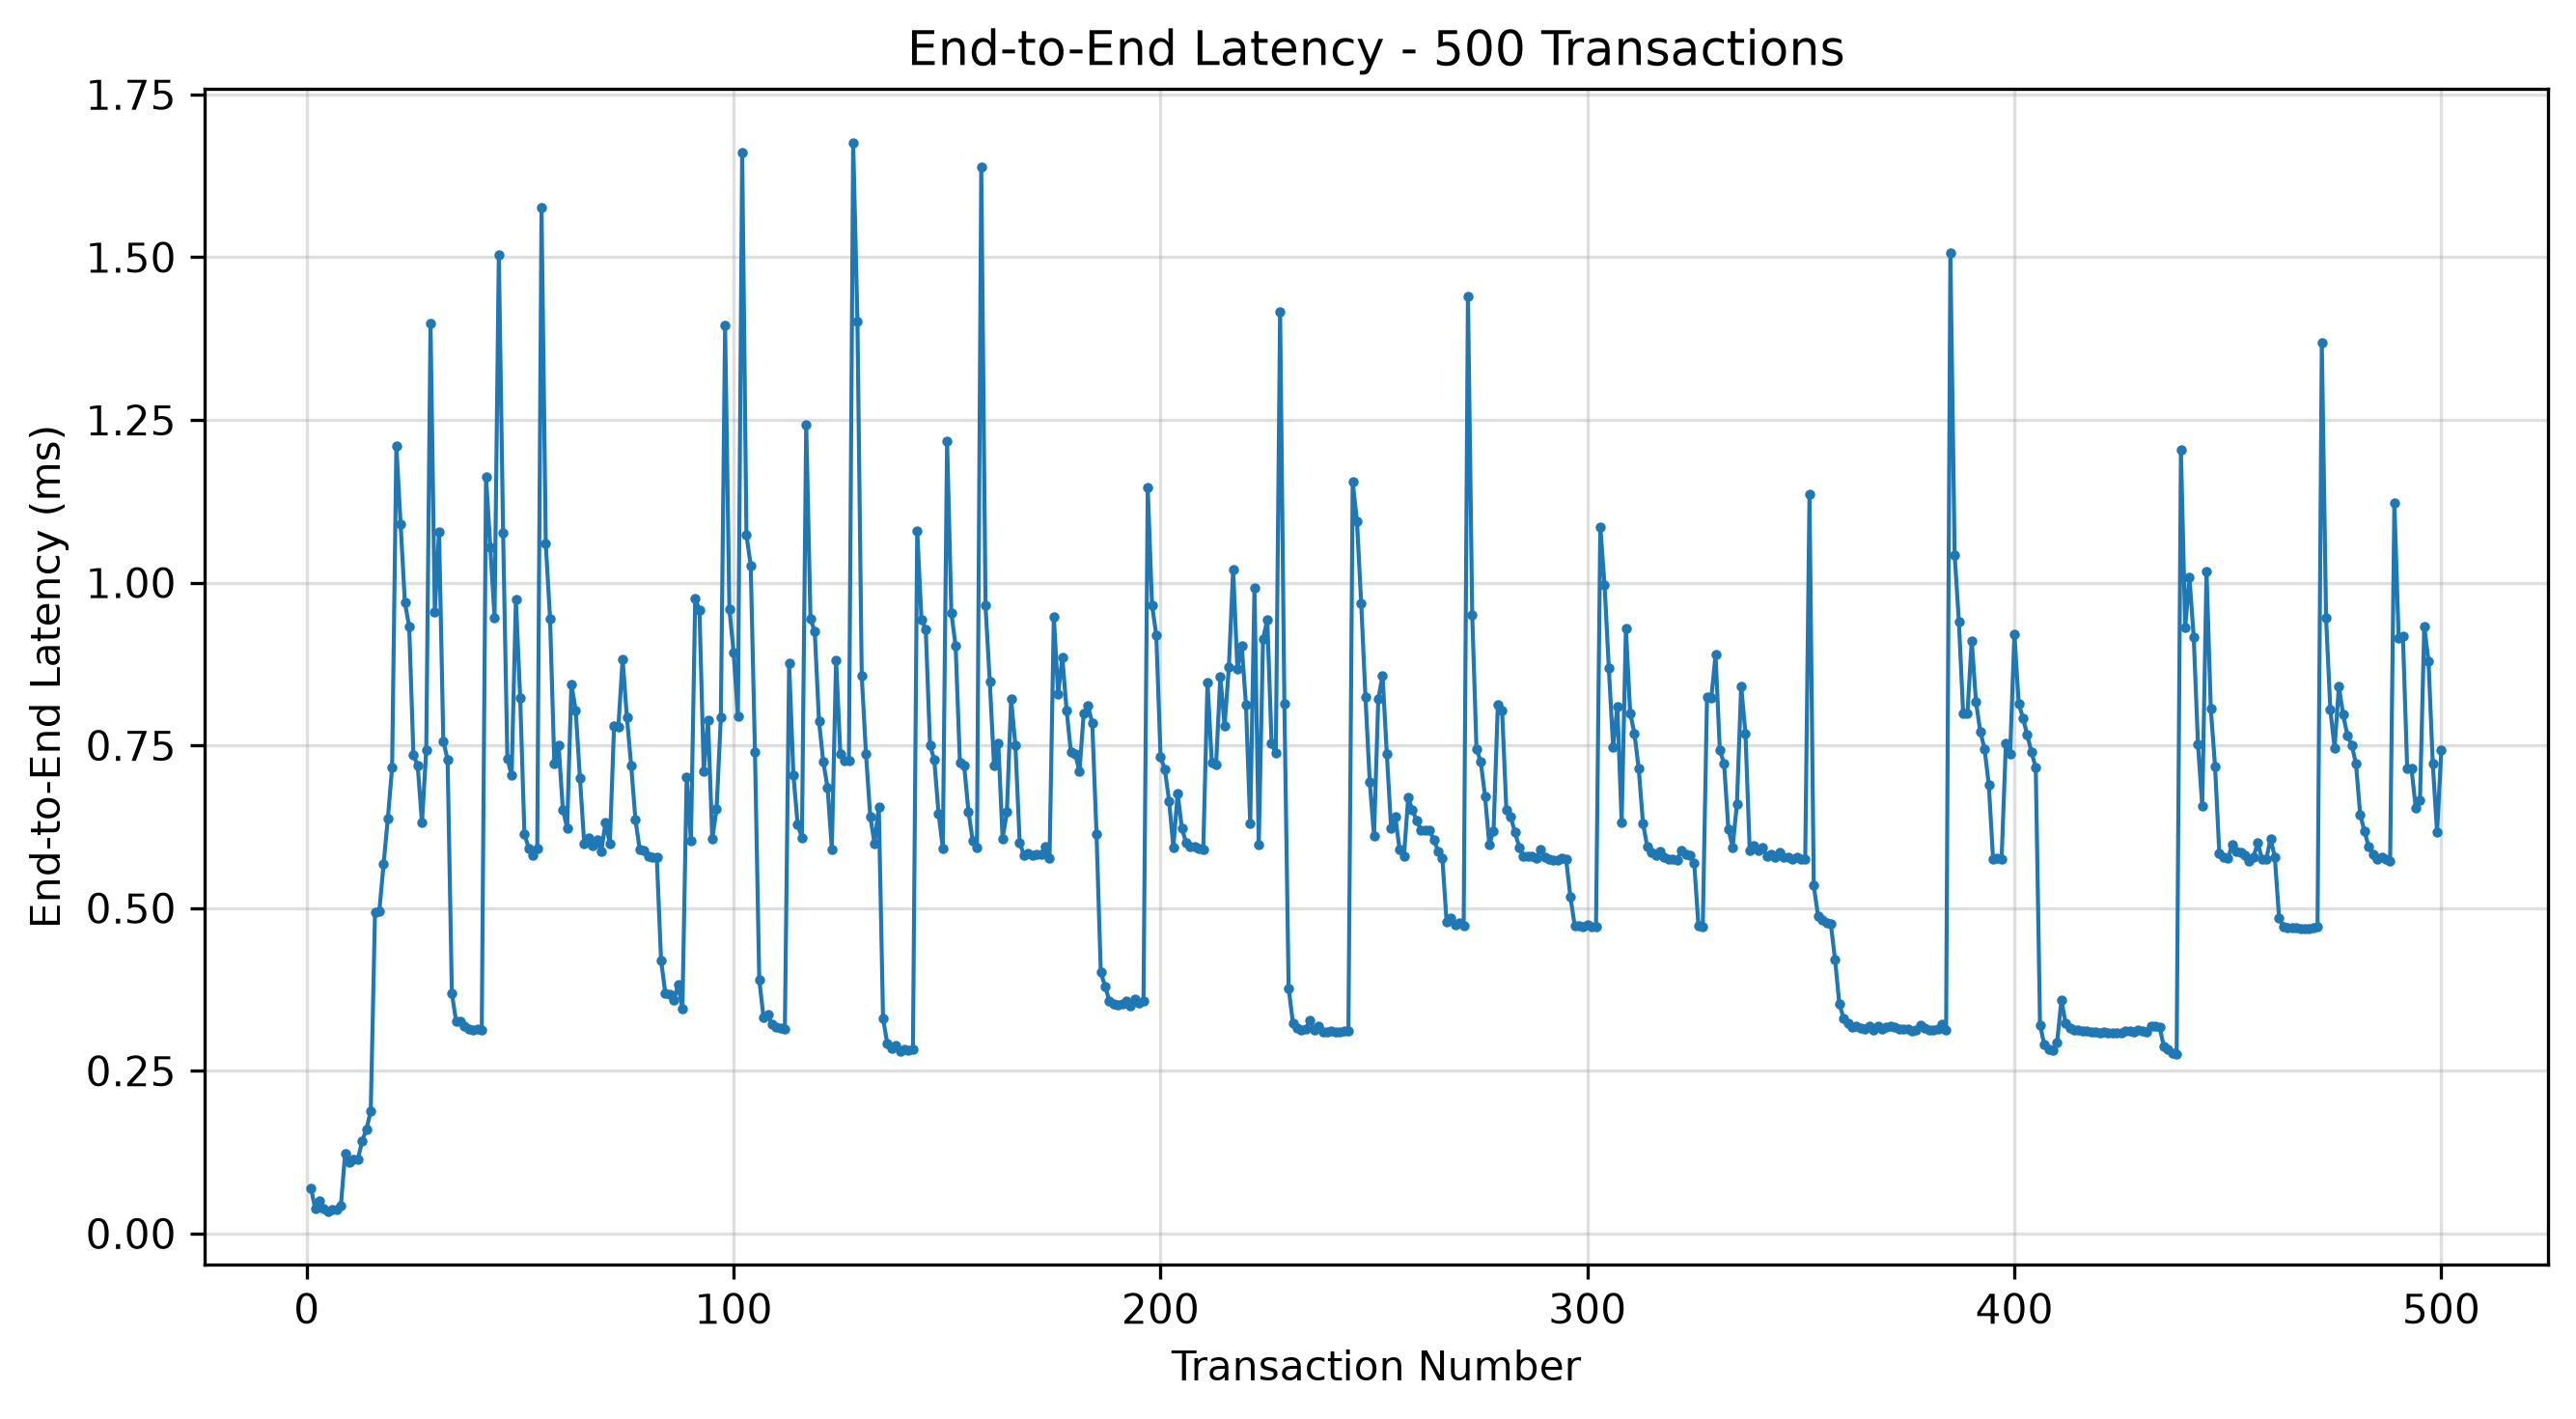 End-to-End Latency - 500 Transactions
End-to-End Latency (ms)
1.75
1.50
1.25
1.00
0.75
0.50
0.25
0.00
0 100 200 300 400 500
Transaction Number